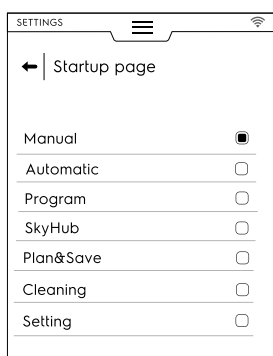 SETTINGS
Startup page
Manual
Automatic
Program
SkyHub
Plan&Save
Cleaning
Setting